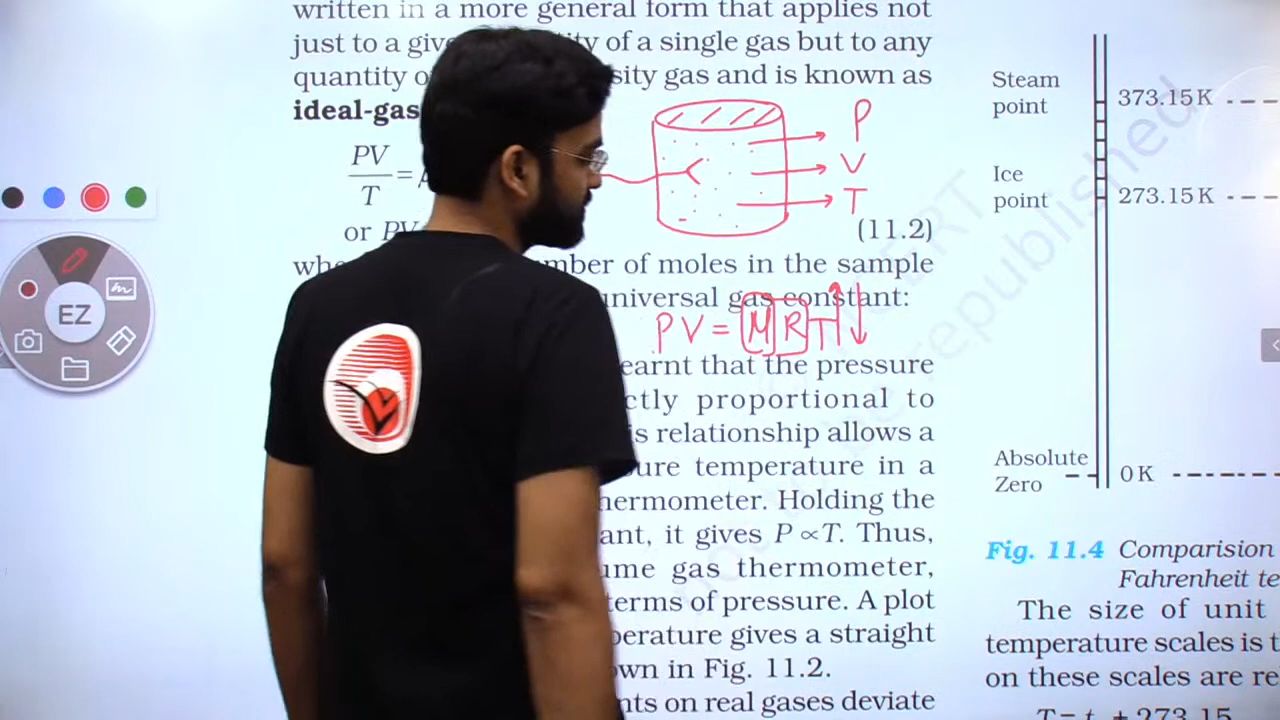 written in a more general form that applies not
just to a ty of a single gas but to any
quantity sity gas and is known as
ideal-gas
PV
T =
or PV
(11.2)
mber of moles in the sample
universal gas constant:
earnt that the pressure
ctly proportional to
is relationship allows a
ure temperature in a
hermometer. Holding the
ant, it gives P ∝T. Thus,
ume gas thermometer,
terms of pressure. A plot
perature gives a straight
own in Fig. 11.2.
nts on real gases deviate
P
V
T
PV = M R T
EZ
Steam
point
373.15 K
Ice
point
273.15 K
Absolute
Zero
0 K
Fig. 11.4 Comparision
Fahrenheit te
The size of unit
temperature scales is t
on these scales are re
T = t + 273.15
republished